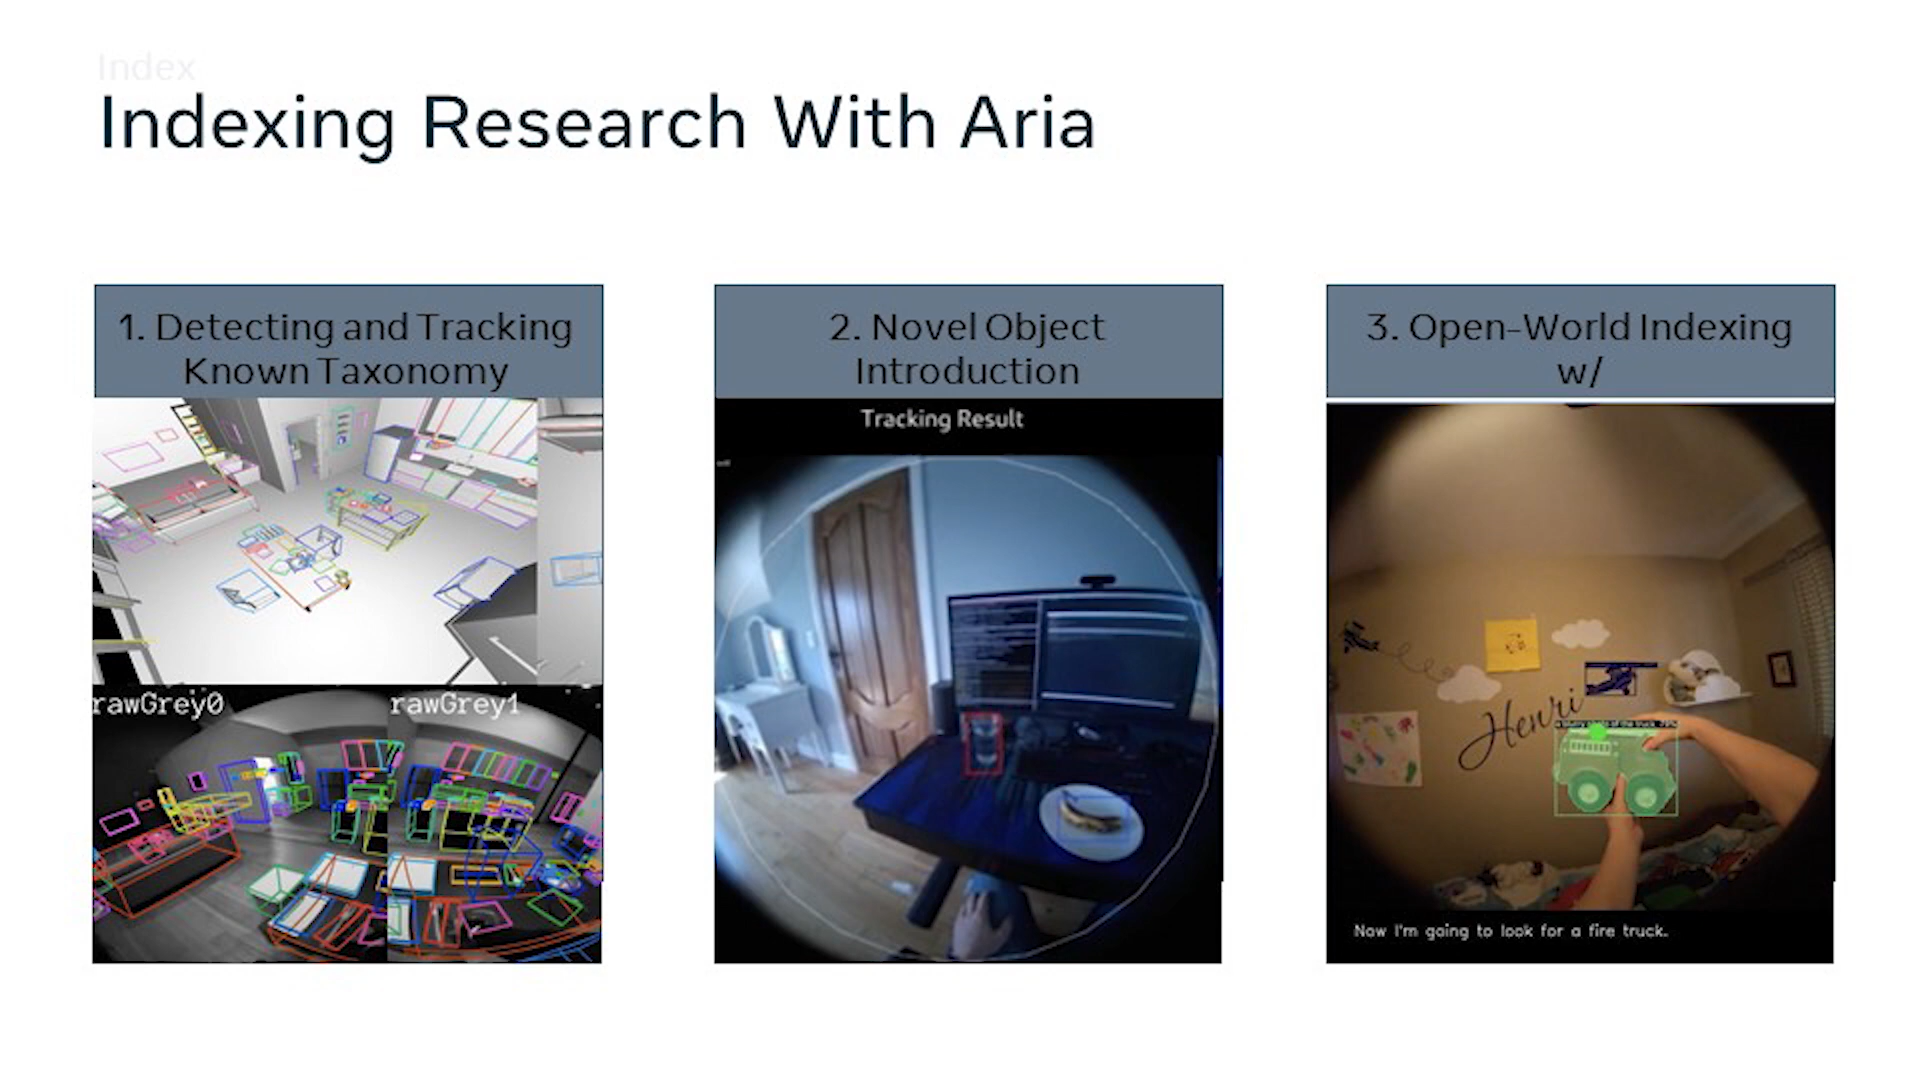 Index
Indexing Research With Aria
1. Detecting and Tracking
Known Taxonomy
2. Novel Object
Introduction
3. Open-World Indexing
w/
Tracking Result
rawGrey0
rawGrey1
Henri
Now I'm going to look for a fire truck.